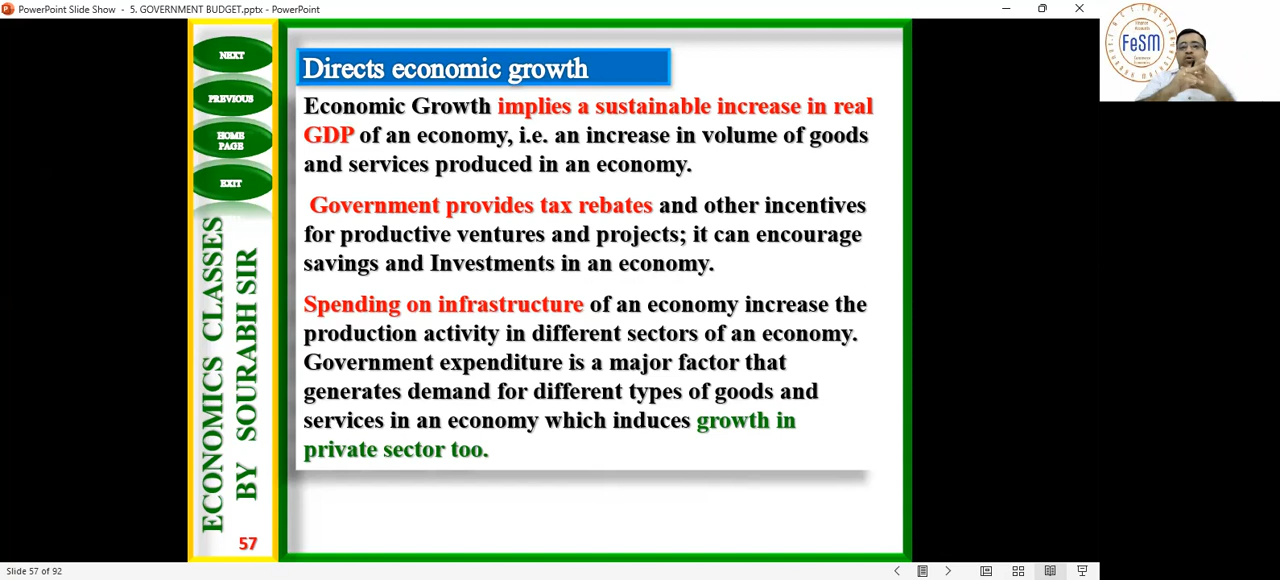 PowerPoint Slide Show - 5. GOVERNMENT BUDGET.pptx - PowerPoint
FeSM
NEXT
PREVIOUS
HOME
PAGE
EXIT
ECONOMICS CLASSES
BY SOURABH SIR
57
Directs economic growth
Economic Growth implies a sustainable increase in real
GDP of an economy, i.e. an increase in volume of goods
and services produced in an economy.
Government provides tax rebates and other incentives
for productive ventures and projects; it can encourage
savings and Investments in an economy.
Spending on infrastructure of an economy increase the
production activity in different sectors of an economy.
Government expenditure is a major factor that
generates demand for different types of goods and
services in an economy which induces growth in
private sector too.
Slide 57 of 92